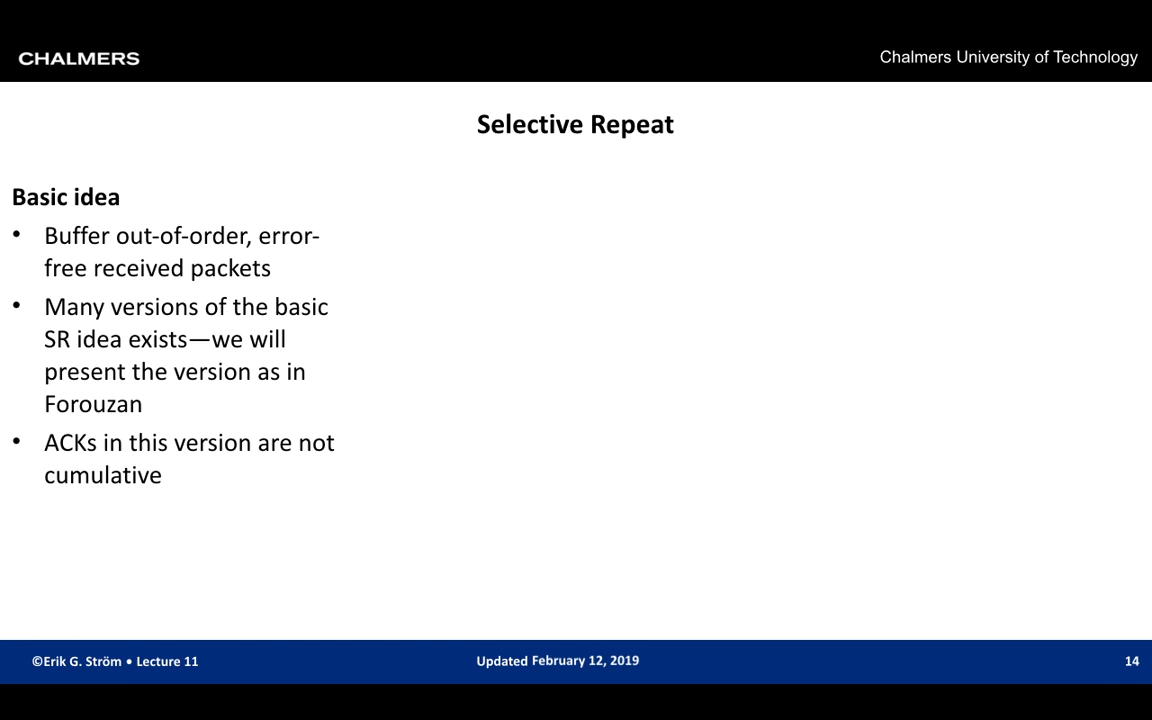 CHALMERS
Chalmers University of Technology
Selective Repeat
Basic idea
• Buffer out-of-order, error-
free received packets
• Many versions of the basic
SR idea exists—we will
present the version as in
Forouzan
• ACKs in this version are not
cumulative
©Erik G. Ström • Lecture 11
Updated February 12, 2019
14